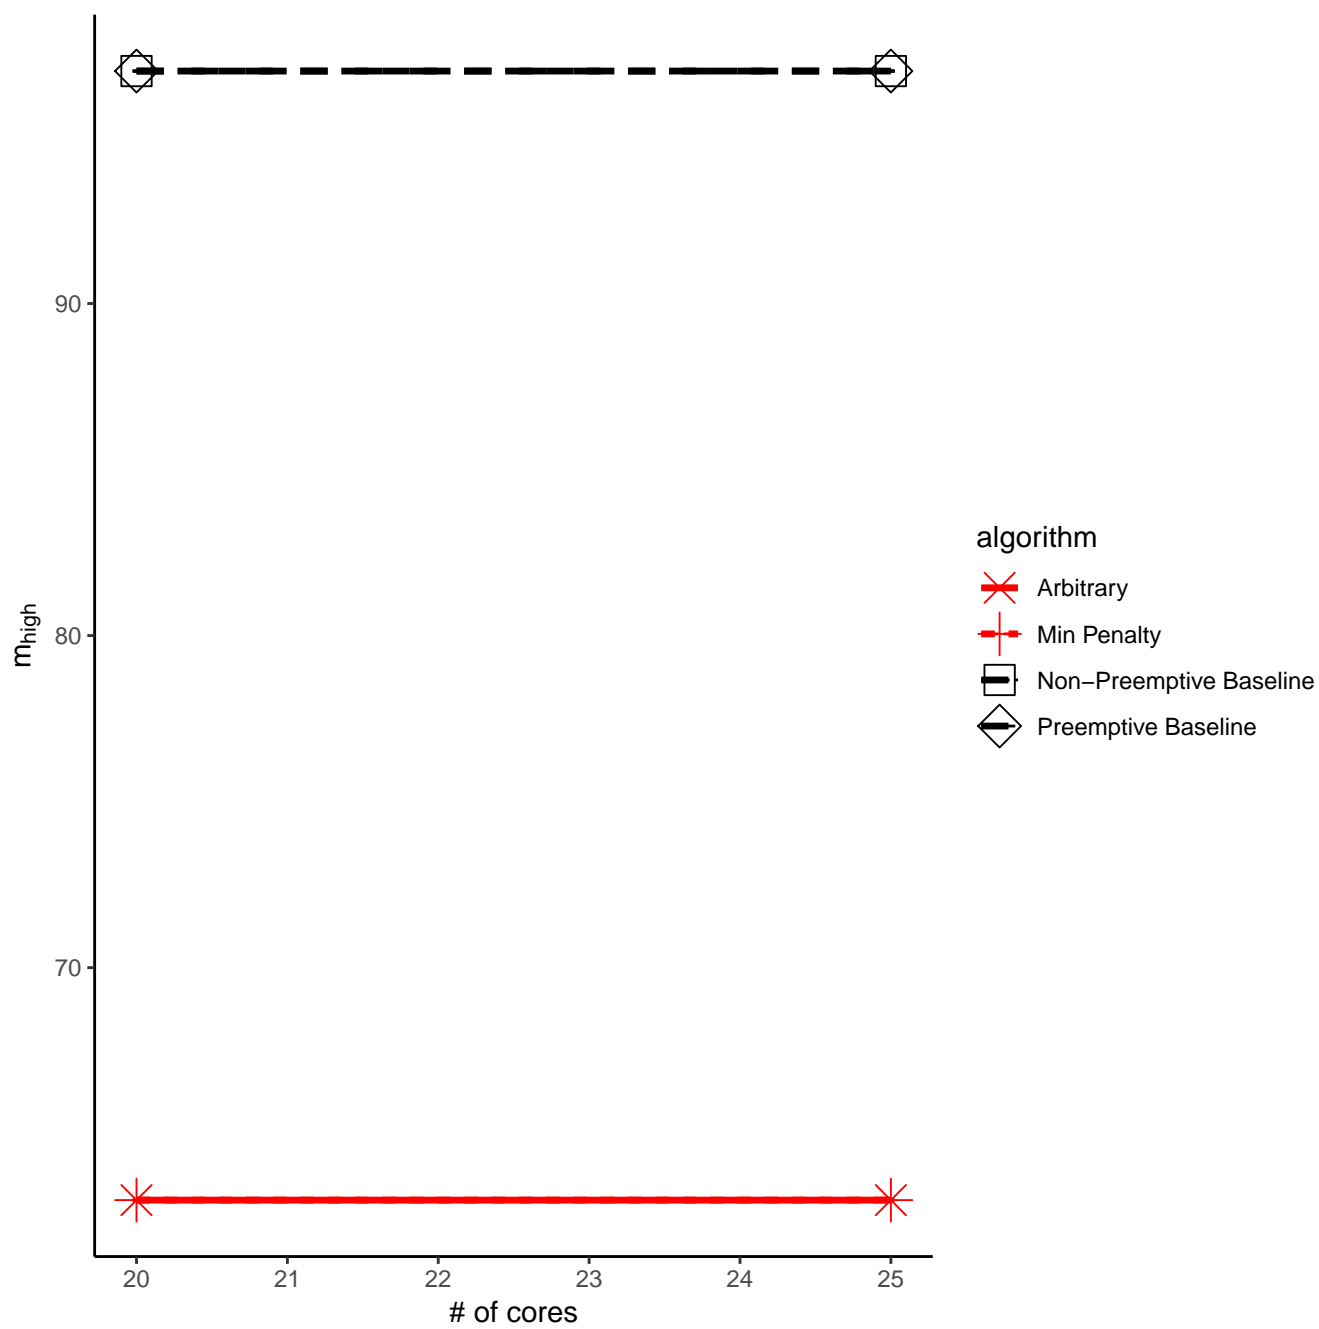 90
80
70
m_high
20 21 22 23 24 25
# of cores
algorithm
Arbitrary
Min Penalty
Non−Preemptive Baseline
Preemptive Baseline